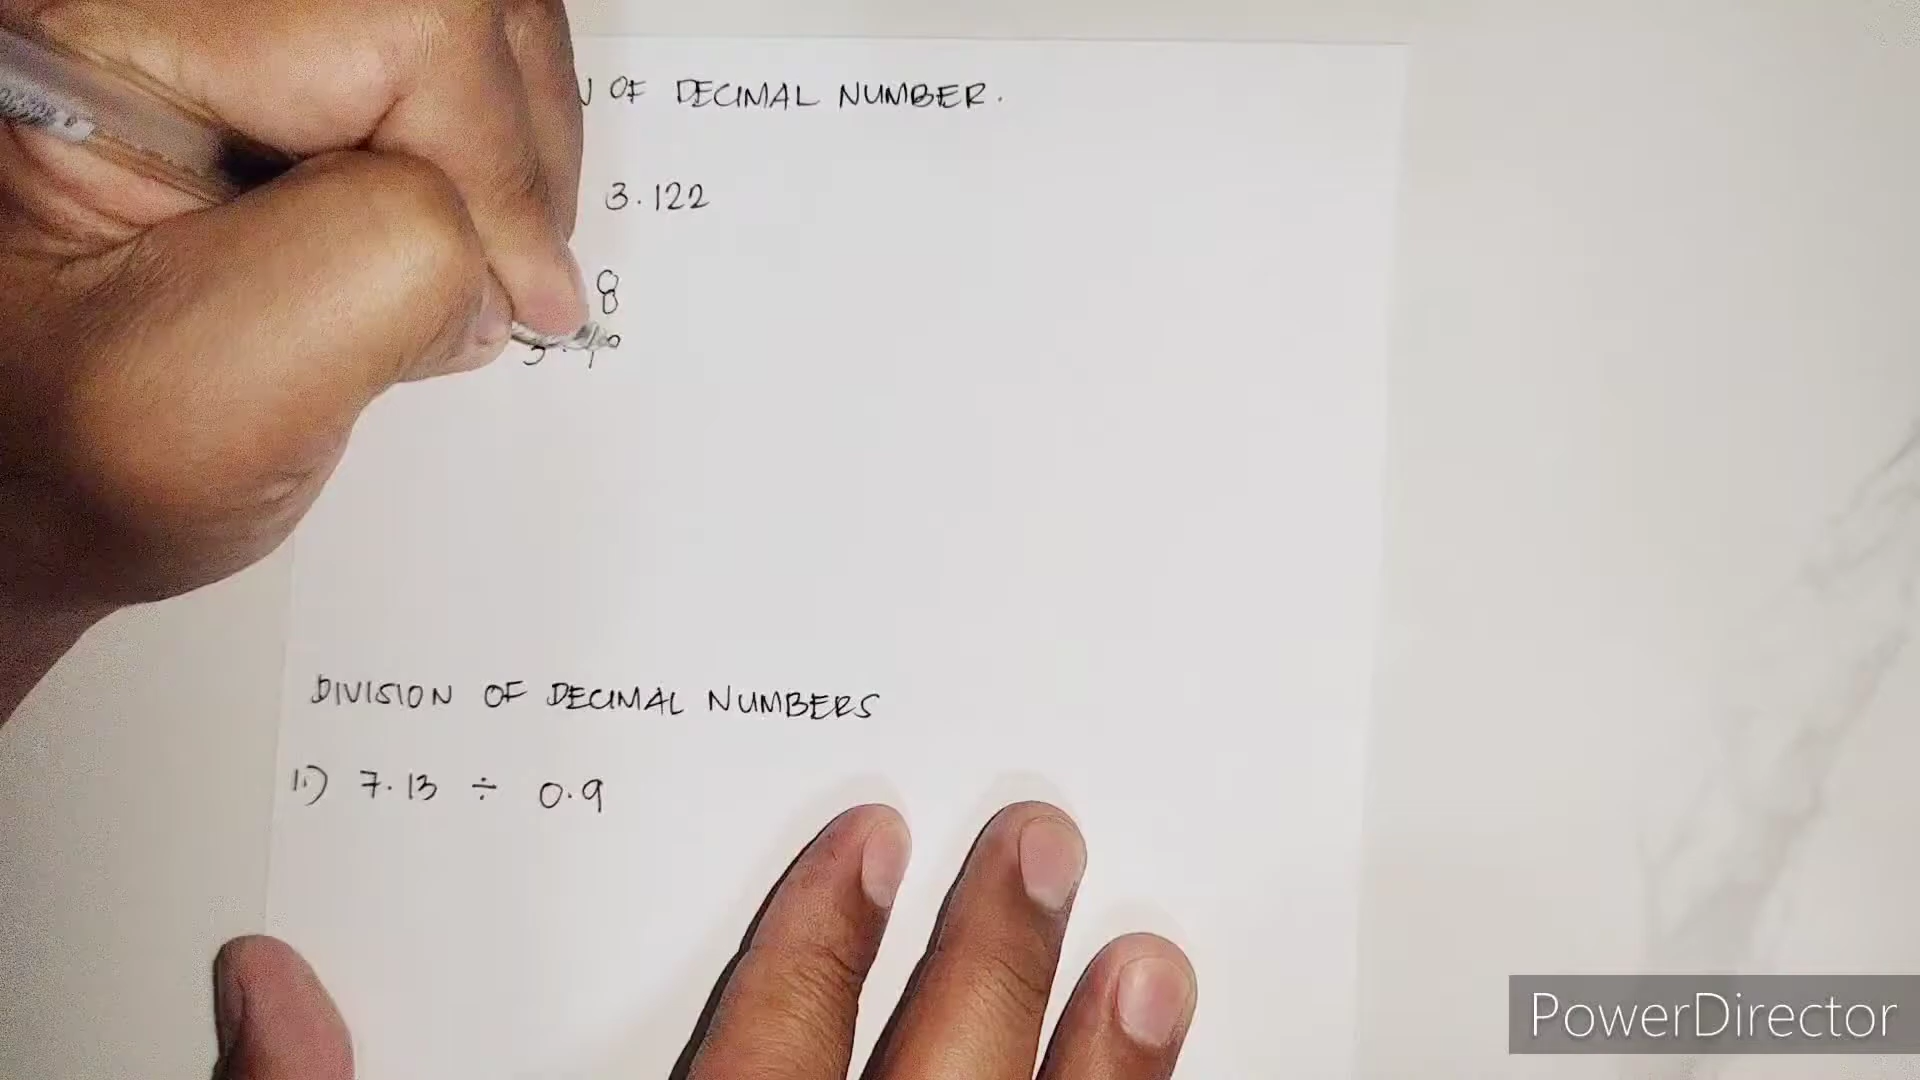 OF DECIMAL NUMBER.
3.122
8
DIVISION OF DECIMAL NUMBERS
1.) 7.13 ÷ 0.9
PowerDirector